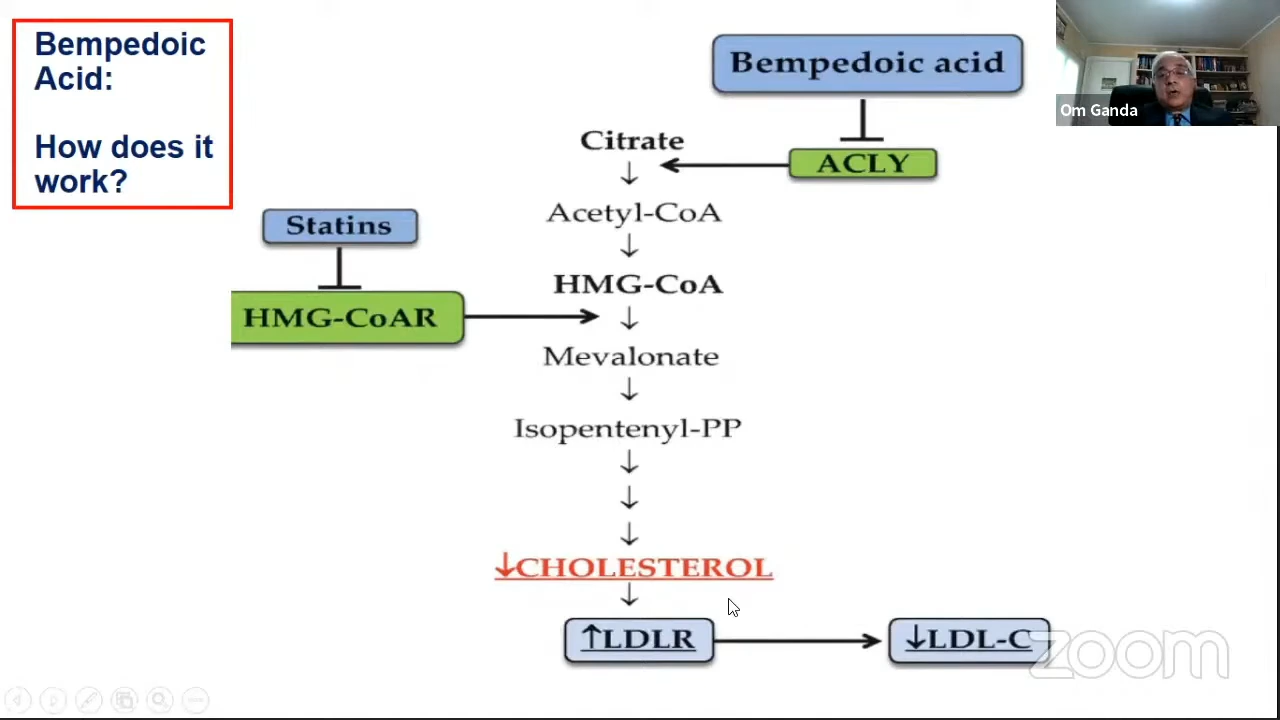 Bempedoic
Acid:
How does it
work?
Bempedoic acid
Om Ganda
Citrate
ACLY
Acetyl-CoA
Statins
HMG-CoA
HMG-CoAR
Mevalonate
Isopentenyl-PP
↓CHOLESTEROL
↑LDLR
↓LDL-C
zoom